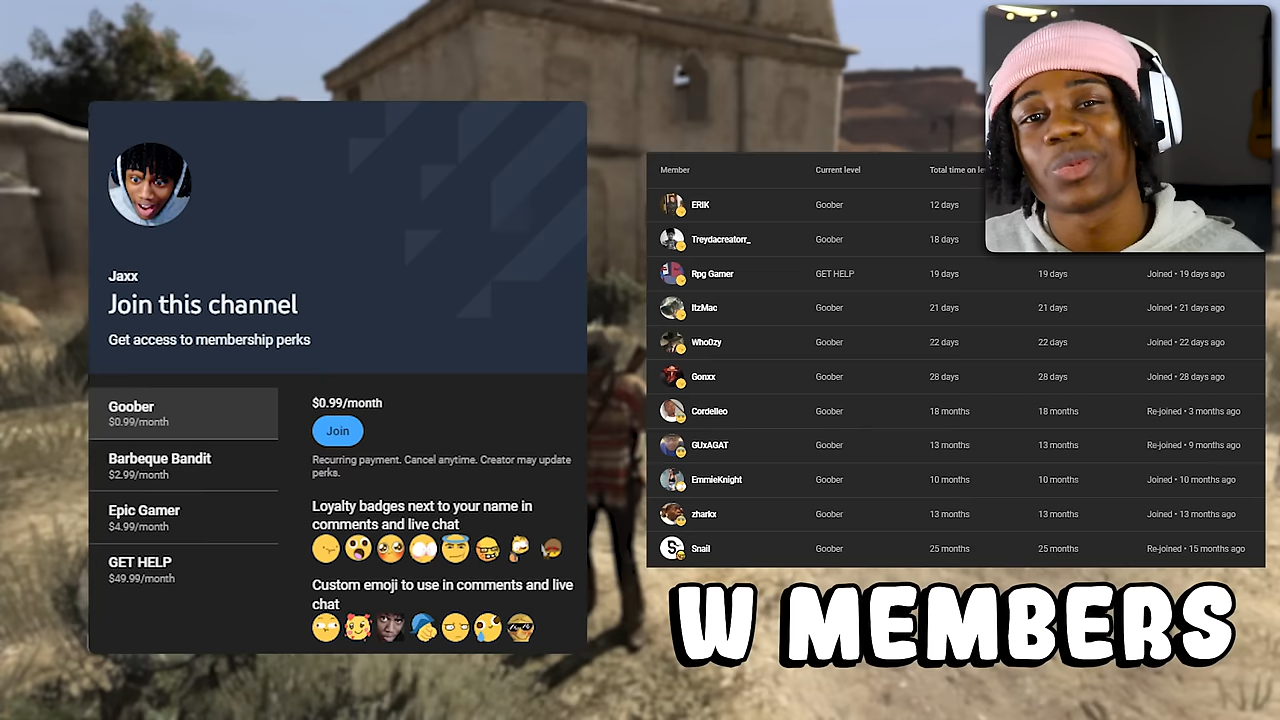 Jaxx
Join this channel
Get access to membership perks
Goober
$0.99/month
Barbeque Bandit
$2.99/month
Epic Gamer
$4.99/month
GET HELP
$49.99/month
$0.99/month
Join
Recurring payment. Cancel anytime. Creator may update
perks.
Loyalty badges next to your name in
comments and live chat
Custom emoji to use in comments and live
chat
Member Current level Total time on
ERIK Goober 12 days
Treydacreatorr_ Goober 18 days
Rpg Gamer GET HELP 19 days 19 days Joined • 19 days ago
ItzMac Goober 21 days 21 days Joined • 21 days ago
Who0zy Goober 22 days 22 days Joined • 22 days ago
Gonxx Goober 28 days 28 days Joined • 28 days ago
Cordelleo Goober 18 months 18 months Re-joined • 3 months ago
GUxAGAT Goober 13 months 13 months Re-joined • 9 months ago
EmmieKnight Goober 10 months 10 months Joined • 10 months ago
zharkx Goober 13 months 13 months Joined • 13 months ago
S Snail Goober 25 months 25 months Re-joined • 15 months ago
W MEMBERS